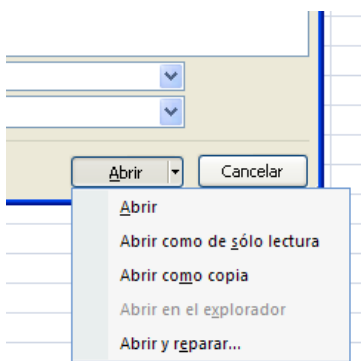 Abrir Cancelar
Abrir
Abrir como de sólo lectura
Abrir como copia
Abrir en el explorador
Abrir y reparar...